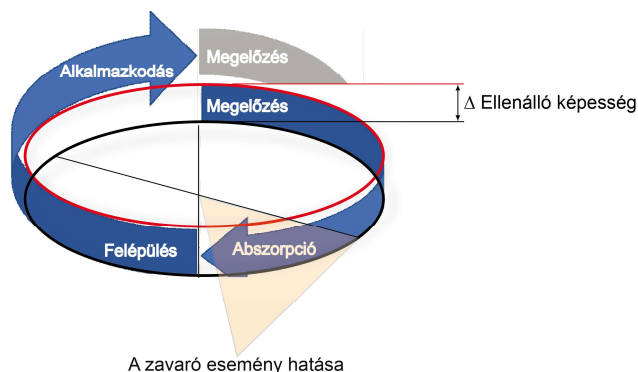 Megelőzés
Alkalmazkodás
Megelőzés
Δ Ellenálló képesség
Felépülés
Abszorpció
A zavaró esemény hatása